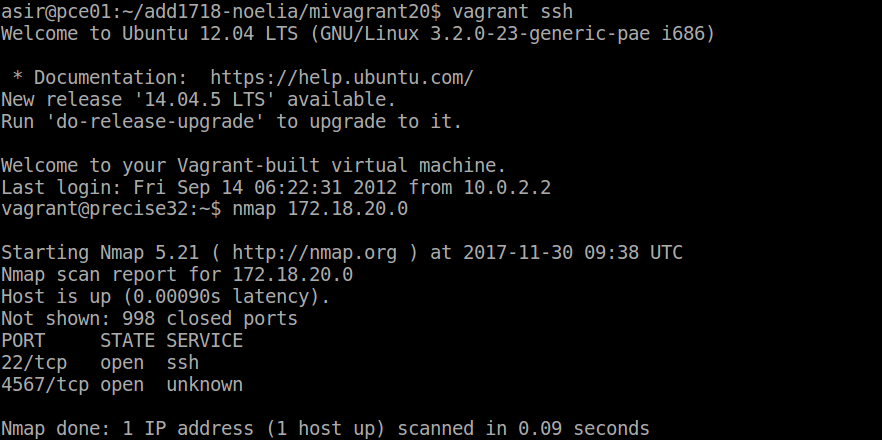 asir@pce01:~/add1718-noelia/mivagrant20$ vagrant ssh
Welcome to Ubuntu 12.04 LTS (GNU/Linux 3.2.0-23-generic-pae i686)
 * Documentation:  https://help.ubuntu.com/
New release '14.04.5 LTS' available.
Run 'do-release-upgrade' to upgrade to it.
Welcome to your Vagrant-built virtual machine.
Last login: Fri Sep 14 06:22:31 2012 from 10.0.2.2
vagrant@precise32:~$ nmap 172.18.20.0
Starting Nmap 5.21 ( http://nmap.org ) at 2017-11-30 09:38 UTC
Nmap scan report for 172.18.20.0
Host is up (0.00090s latency).
Not shown: 998 closed ports
PORT     STATE SERVICE
22/tcp   open  ssh
4567/tcp open  unknown
Nmap done: 1 IP address (1 host up) scanned in 0.09 seconds